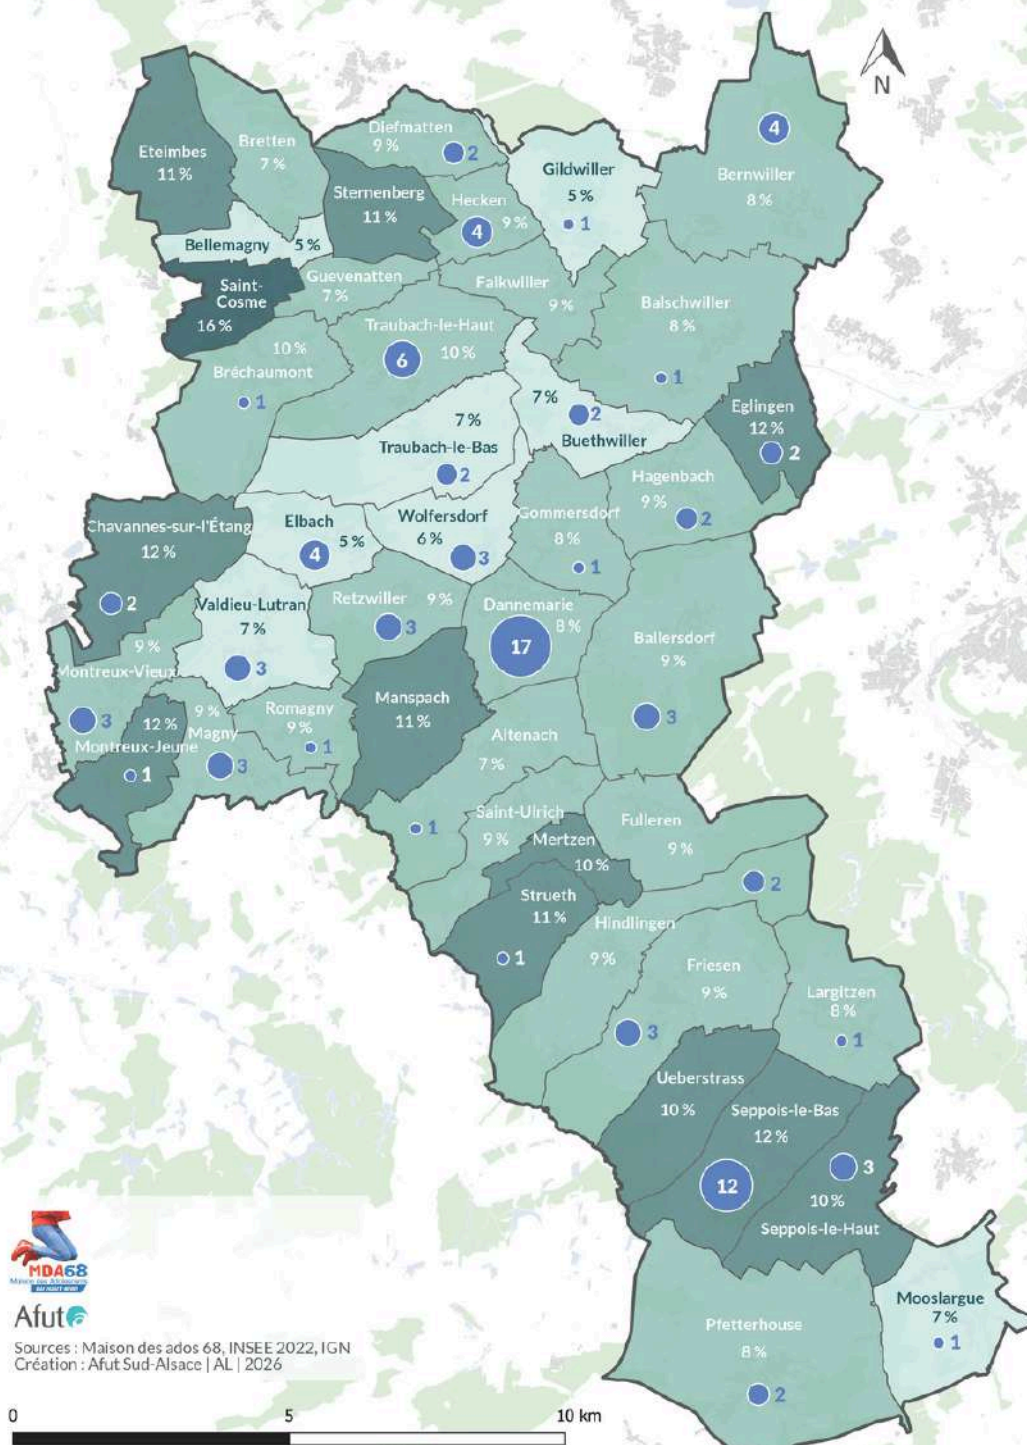 N
4
Bernwiller
8 %
Diefmatten
9 %
2
Bretten
7 %
Eteimbes
11 %
Gildwiller
5 %
1
Sternenberg
11 %
Hecken
9 %
4
Bellemagny
5 %
Saint-
Cosme
16 %
Guevenatten
7 %
Falkwiller
9 %
Balschwiller
8 %
1
Traubach-le-Haut
10 %
6
10 %
Bréchaumont
1
7 %
Traubach-le-Bas
2
7 %
2
Buethwiller
Eglingen
12 %
2
Hagenbach
9 %
2
Chavannes-sur-l'Étang
12 %
2
Elbach
5 %
4
Wolfersdorf
6 %
3
Gommersdorf
8 %
1
Valdieu-Lutran
7 %
3
Retzwiller
9 %
3
Dannemarie
8 %
17
Ballersdorf
9 %
3
9 %
Montreux-Vieux
3
12 %
Montreux-Jeune
1
9 %
Magny
3
Romagny
9 %
1
Manspach
11 %
Altenach
7 %
1
Saint-Ulrich
9 %
Mertzen
10 %
Fulleren
9 %
2
Strueth
11 %
1
Hindlingen
9 %
3
Friesen
9 %
Largitzen
8 %
1
Ueberstrass
10 %
Seppois-le-Bas
12 %
12
3
10 %
Seppois-le-Haut
Mooslargue
7 %
1
Pfetterhouse
8 %
2
MDA68
Maison des Adolescents
DU HAUT-RHIN
Afut
Sources : Maison des ados 68, INSEE 2022, IGN
Création : Afut Sud-Alsace | AL | 2026
0 5 10 km